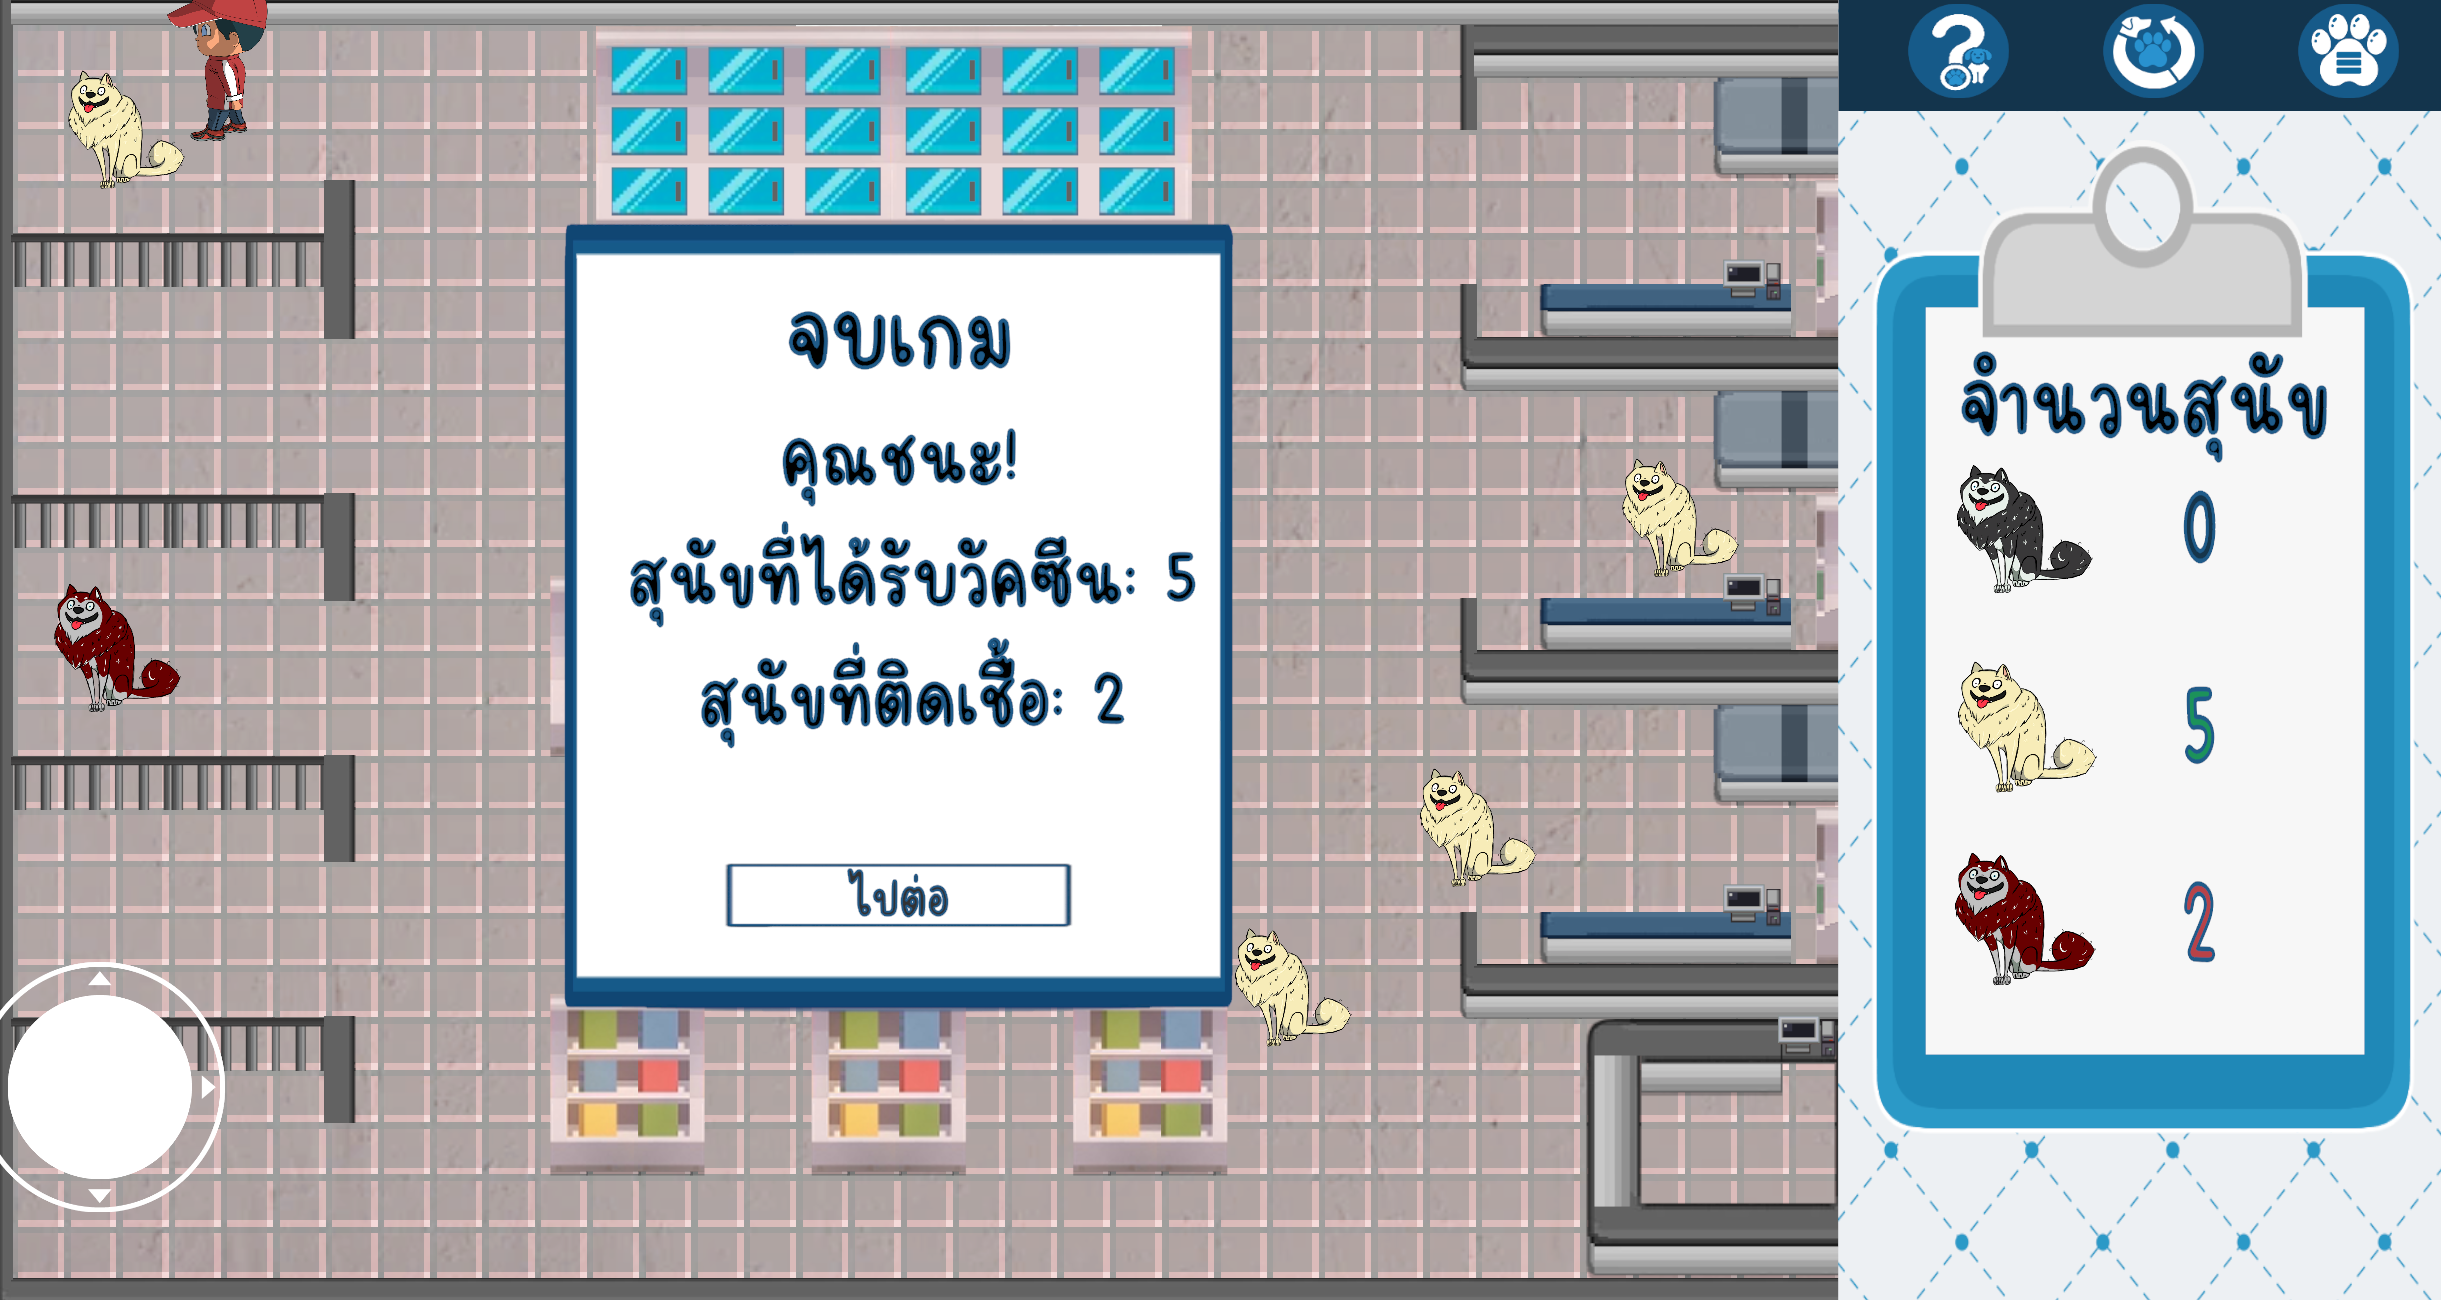 จบเกม
คุณชนะ!
สุนัขที่ได้รับวัคซีน: 5
สุนัขที่ติดเชื้อ: 2
ไปต่อ
จำนวนสุนัข
0
5
2